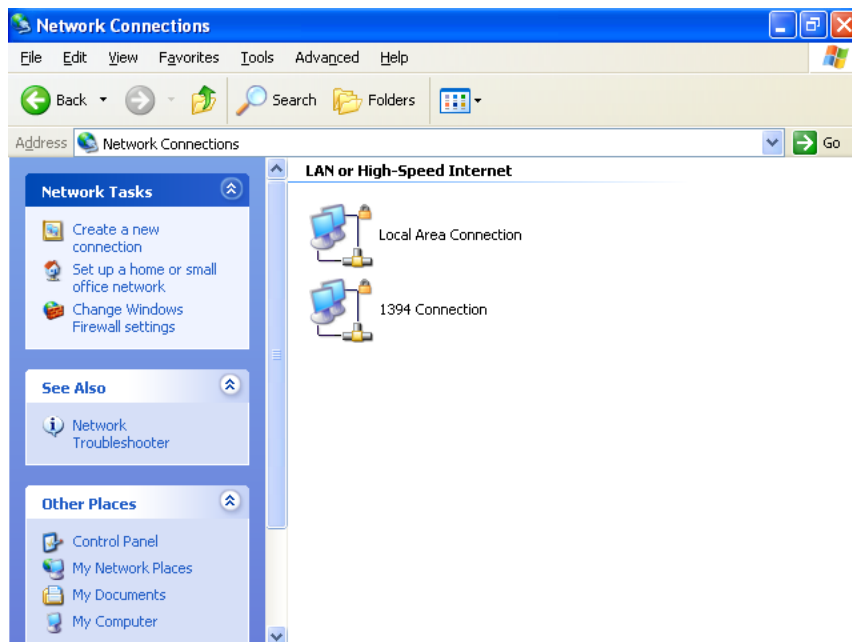 Network Connections
File Edit View Favorites Tools Advanced Help
Back Search Folders
Address Network Connections Go
Network Tasks
Create a new
connection
Set up a home or small
office network
Change Windows
Firewall settings
See Also
Network
Troubleshooter
Other Places
Control Panel
My Network Places
My Documents
My Computer
LAN or High-Speed Internet
Local Area Connection
1394 Connection